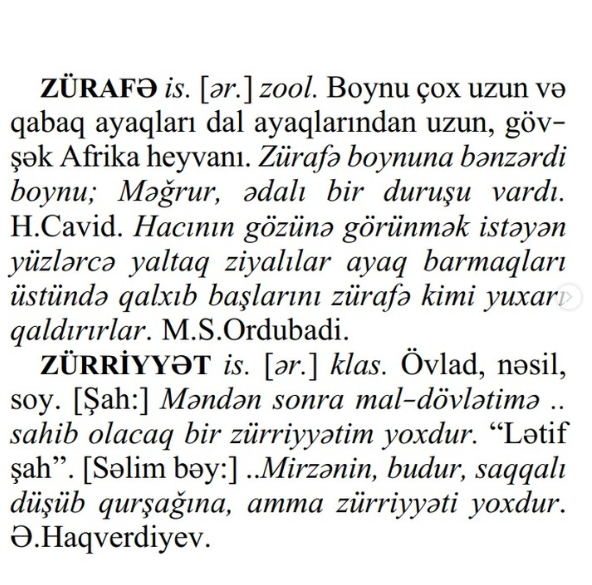 ZÜRAFƏ is. [ər.] zool. Boynu çox uzun və
qabaq ayaqları dal ayaqlarından uzun, göv-
şək Afrika heyvanı. Zürafə boynuna bənzərdi
boynu; Məğrur, ədalı bir duruşu vardı.
H.Cavid. Hacının gözünə görünmək istəyən
yüzlərcə yaltaq ziyalılar ayaq barmaqları
üstündə qalxıb başlarını zürafə kimi yuxarı
qaldırırlar. M.S.Ordubadi.
ZÜRRİYYƏT is. [ər.] klas. Övlad, nəsil,
soy. [Şah:] Məndən sonra mal-dövlətimə ..
sahib olacaq bir zürriyyətim yoxdur. “Lətif
şah”. [Səlim bəy:] ..Mirzənin, budur, saqqalı
düşüb qurşağına, amma zürriyyəti yoxdur.
Ə.Haqverdiyev.